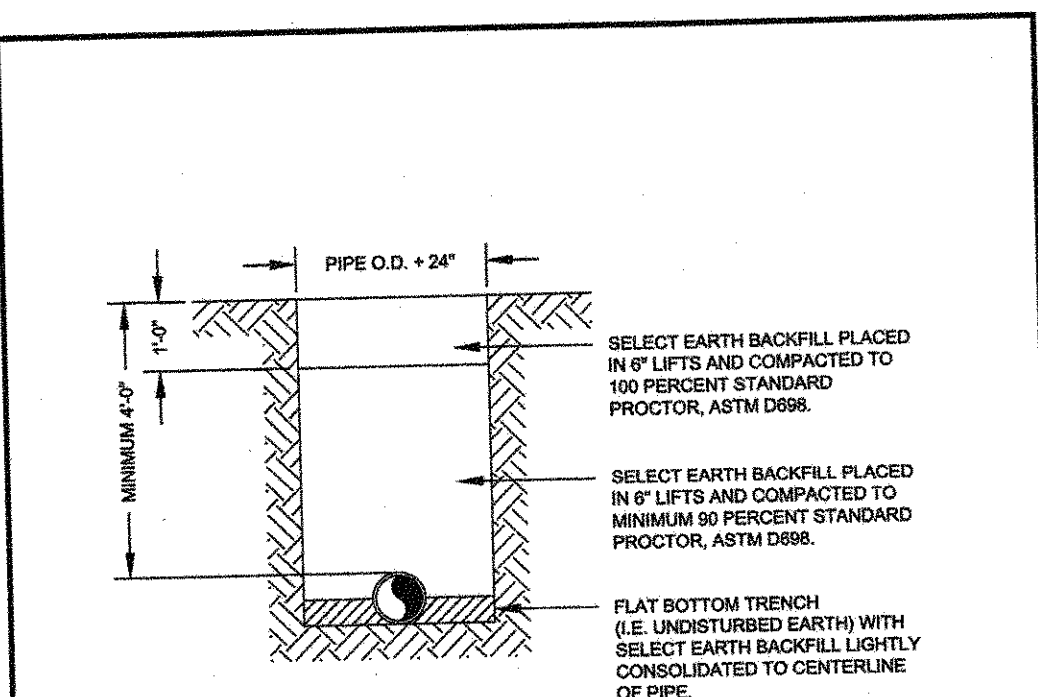 PIPE O.D. + 24"
1'-0"
MINIMUM 4'-0"
SELECT EARTH BACKFILL PLACED
IN 6" LIFTS AND COMPACTED TO
100 PERCENT STANDARD
PROCTOR, ASTM D698.
SELECT EARTH BACKFILL PLACED
IN 6" LIFTS AND COMPACTED TO
MINIMUM 90 PERCENT STANDARD
PROCTOR, ASTM D698.
FLAT BOTTOM TRENCH
(I.E. UNDISTURBED EARTH) WITH
SELECT EARTH BACKFILL LIGHTLY
CONSOLIDATED TO CENTERLINE
OF PIPE.